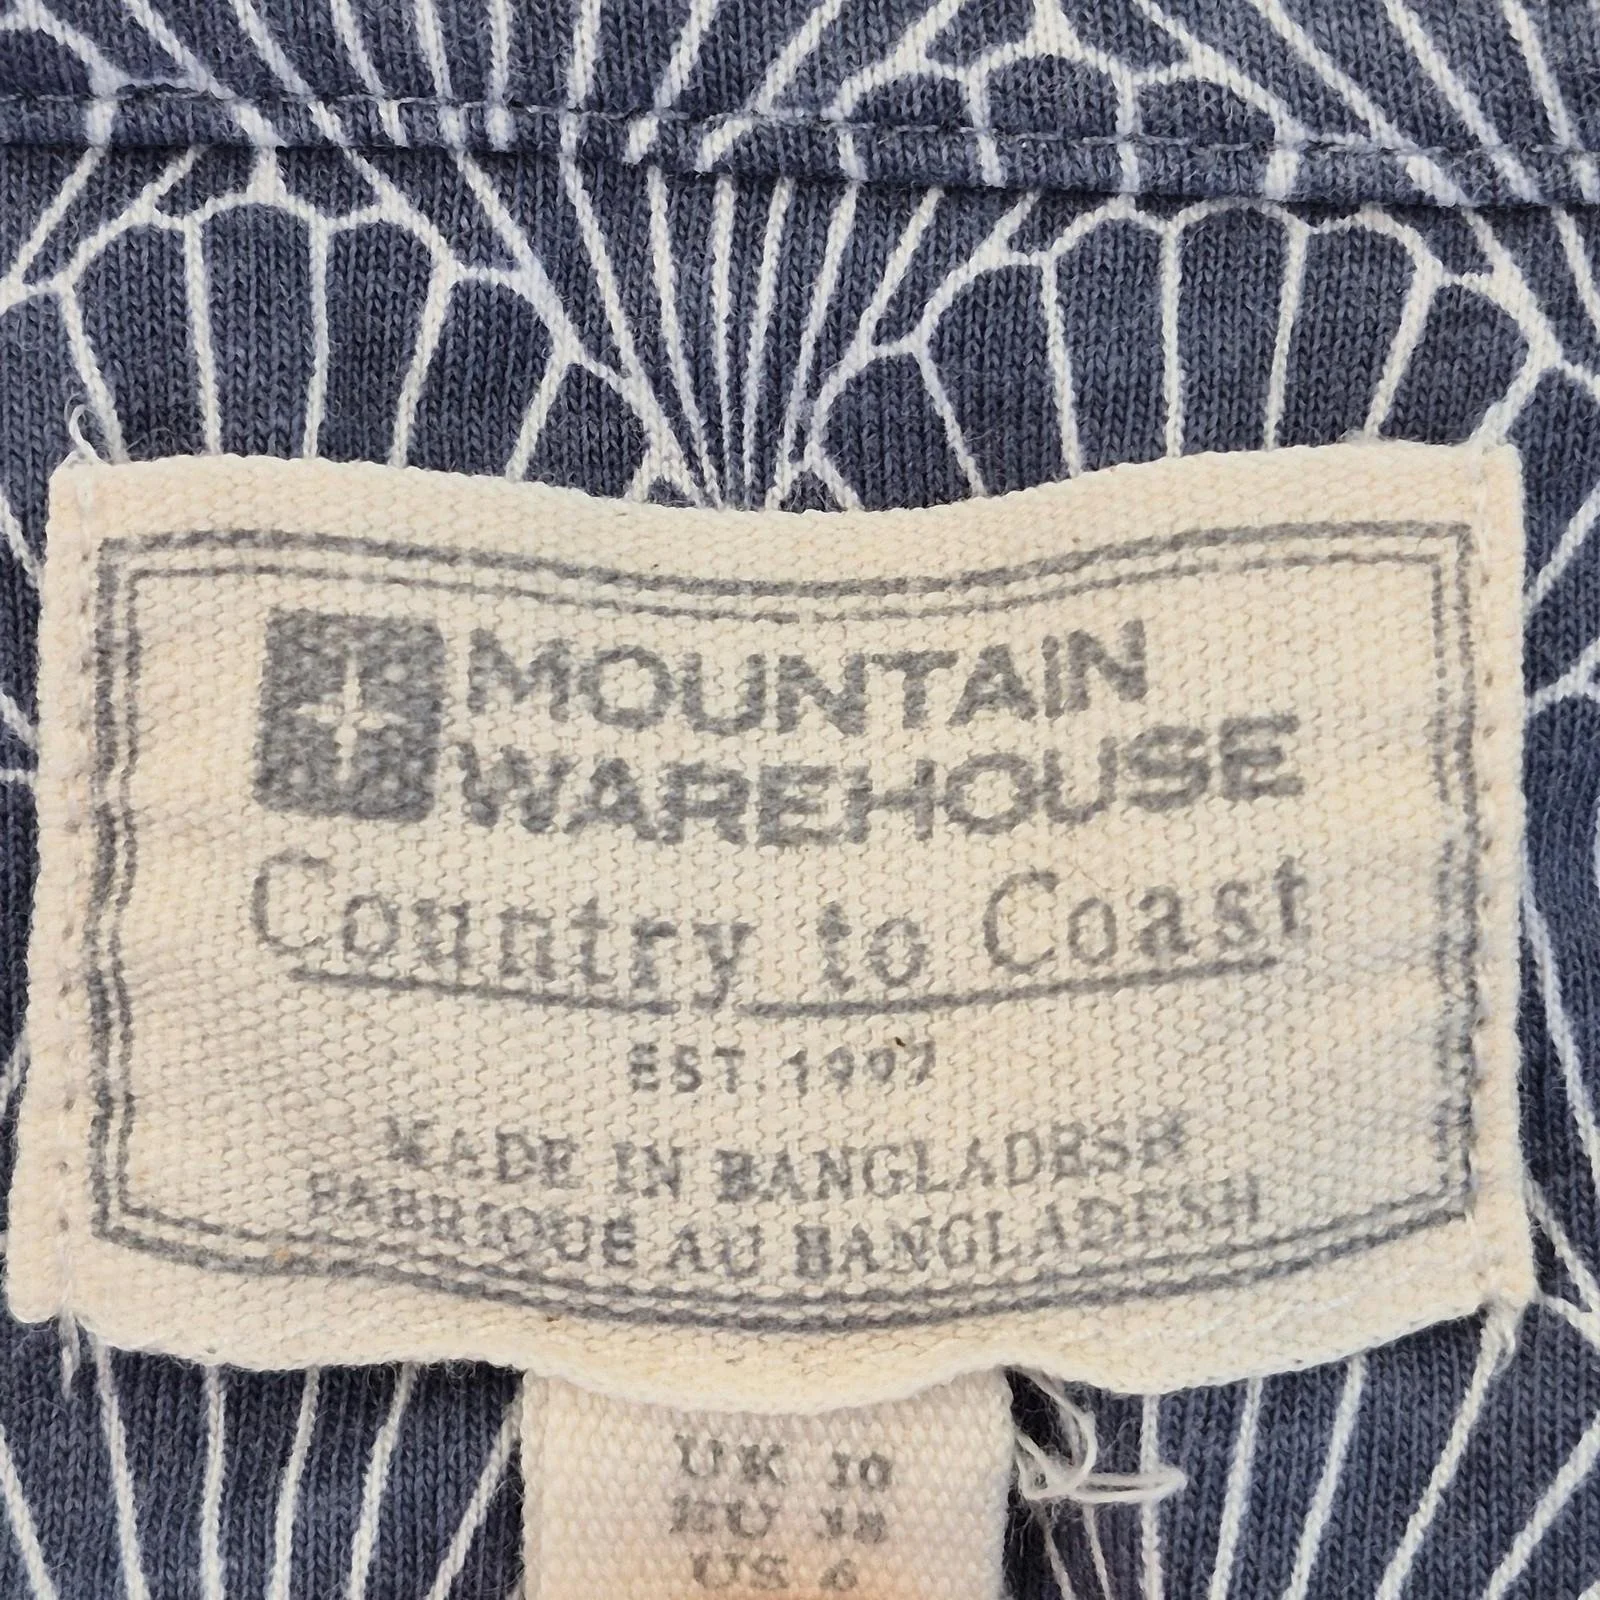 MOUNTAIN
WAREHOUSE
Country to Coast
EST. 1997
MADE IN BANGLADESH
FABRIQUE AU BANGLADESH
UK 10
EU 38
US 6